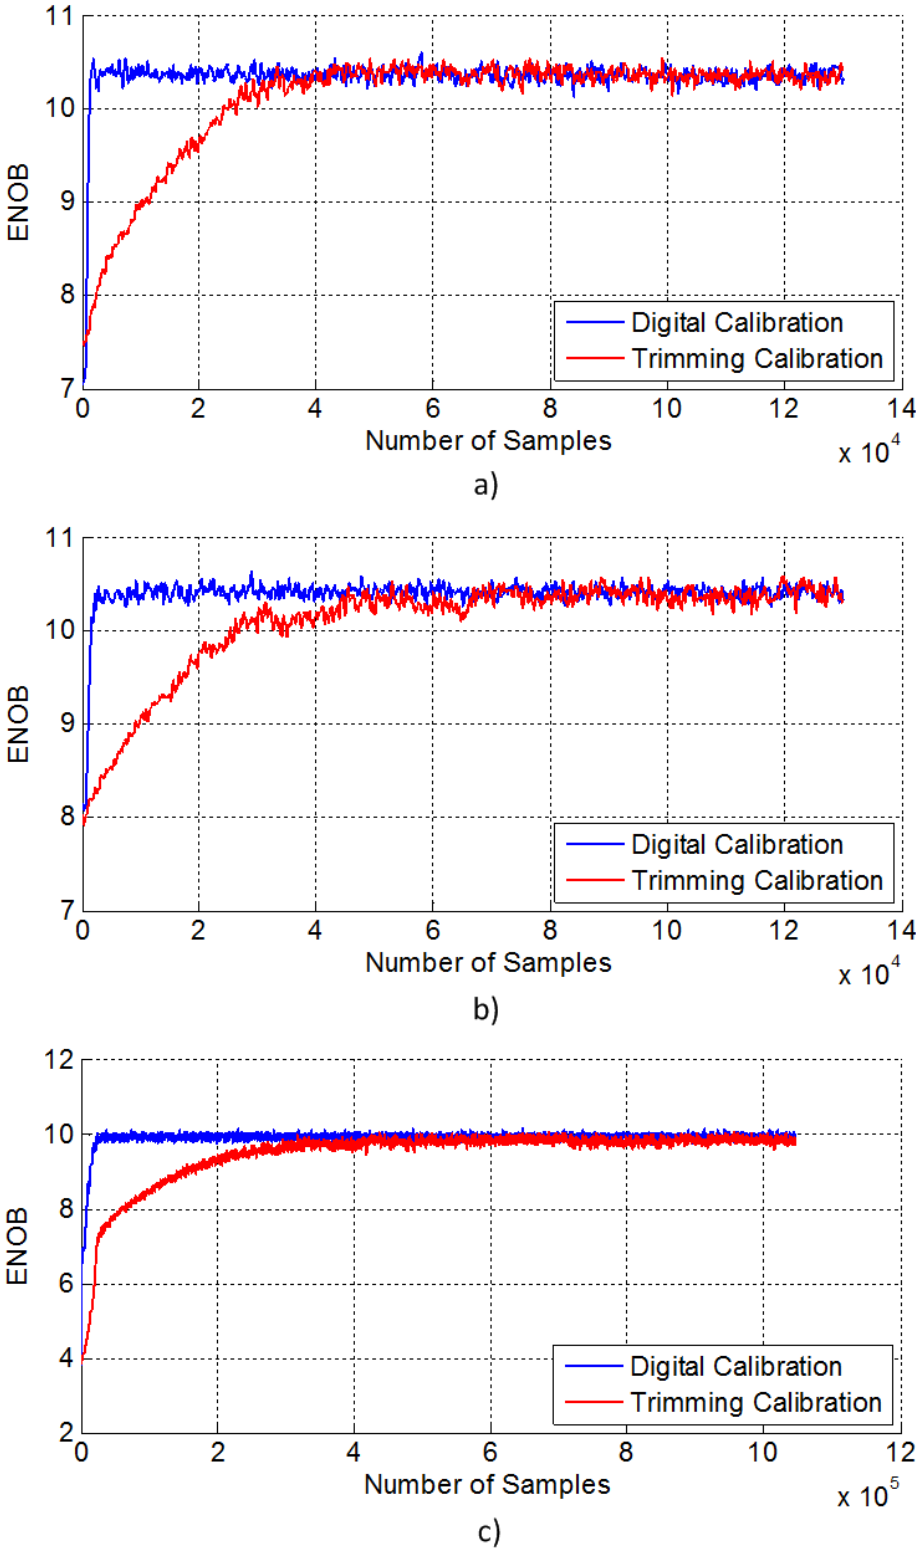 11
10
9
8
7
ENOB
0 2 4 6 8 10 12 14
Number of Samples
x 10^4
Digital Calibration
Trimming Calibration
a)
11
10
9
8
7
ENOB
0 2 4 6 8 10 12 14
Number of Samples
x 10^4
Digital Calibration
Trimming Calibration
b)
12
10
8
6
4
2
ENOB
0 2 4 6 8 10 12
Number of Samples
x 10^5
Digital Calibration
Trimming Calibration
c)